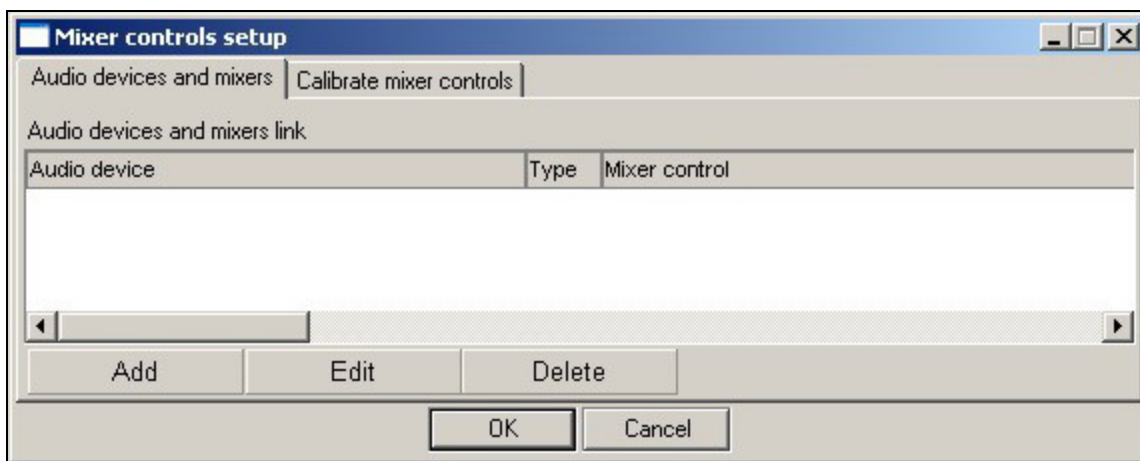 Mixer controls setup
Audio devices and mixers Calibrate mixer controls
Audio devices and mixers link
Audio device Type Mixer control
Add Edit Delete
OK Cancel